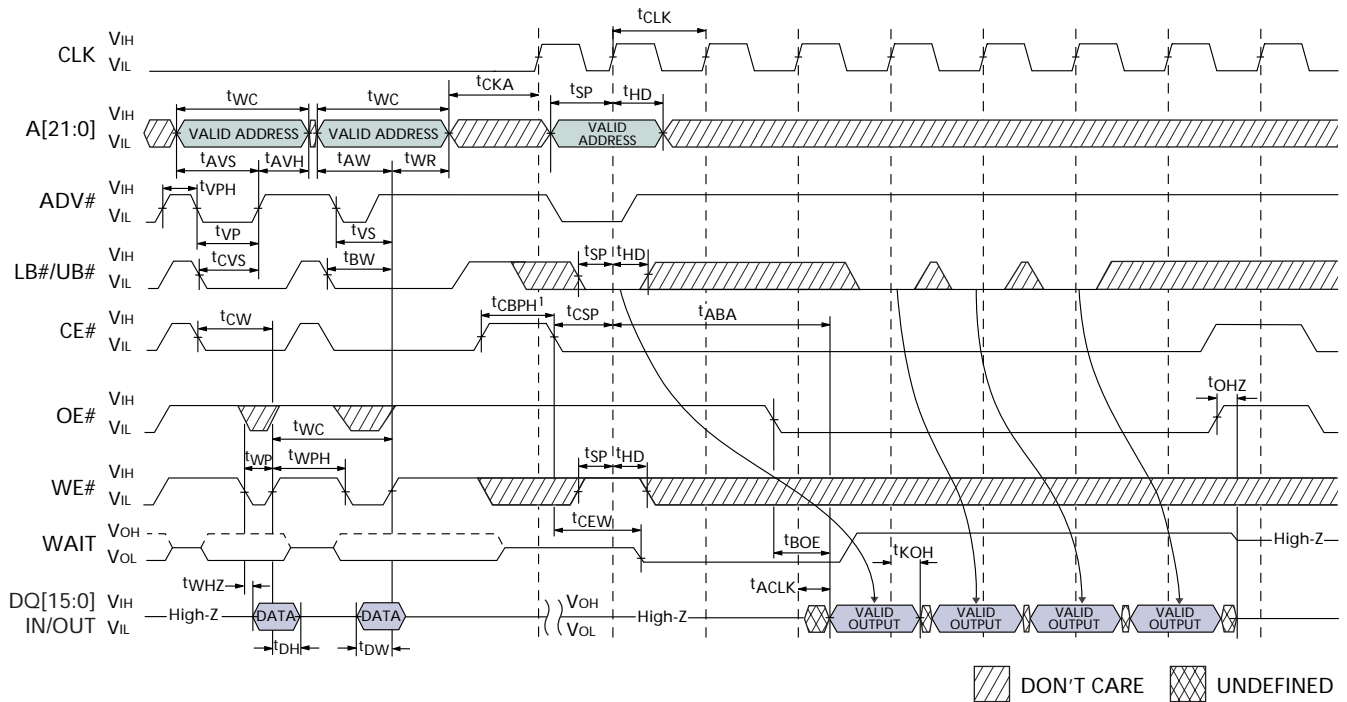 tCLK
CLK VIH
VIL
tCKA
tWC tWC tSP tHD
A[21:0] VIH
VIL
VALID ADDRESS VALID ADDRESS VALID ADDRESS
tAVS tAVH tAW tWR
ADV# VIH
VIL
tVPH
tVP tVS
LB#/UB# VIH
VIL
tCVS tBW tSP tHD
CE# VIH
VIL
tCW tCBPH1 tCSP tABA
OE# VIH
VIL
tOHZ
tWC
WE# VIH
VIL
tWP tWPH tSP tHD
tCEW
WAIT VOH
VOL
High-Z
tBOE tKOH
tWHZ tACLK
DQ[15:0] VIH
IN/OUT VIL
High-Z DATA DATA VOH
VOL
High-Z VALID OUTPUT VALID OUTPUT VALID OUTPUT VALID OUTPUT
tDH tDW
DON'T CARE UNDEFINED